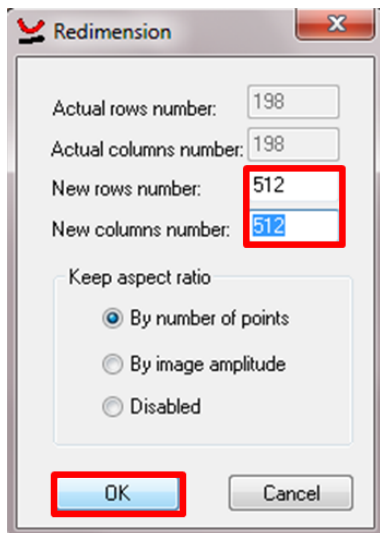 Redimension
Actual rows number: 198
Actual columns number: 198
New rows number: 512
New columns number: 512
Keep aspect ratio
By number of points
By image amplitude
Disabled
OK Cancel